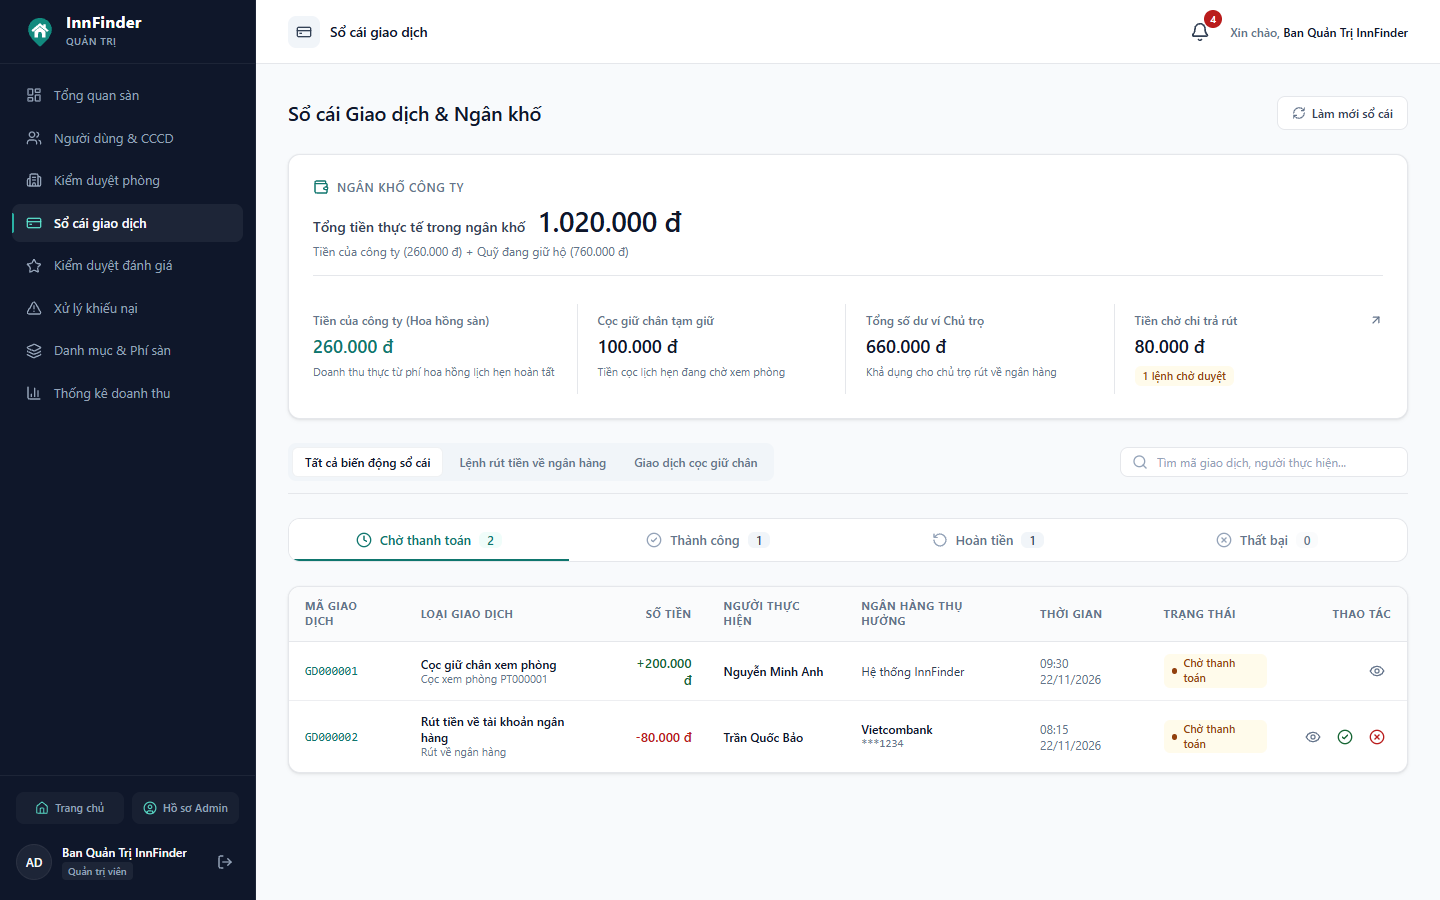 InnFinder
QUẢN TRỊ
Tổng quan sàn
Người dùng & CCCD
Kiểm duyệt phòng
Sổ cái giao dịch
Kiểm duyệt đánh giá
Xử lý khiếu nại
Danh mục & Phí sàn
Thống kê doanh thu
Trang chủ
Hồ sơ Admin
AD
Ban Quản Trị InnFinder
Quản trị viên
Sổ cái giao dịch
4
Xin chào, Ban Quản Trị InnFinder
Sổ cái Giao dịch & Ngân khố
Làm mới sổ cái
NGÂN KHỐ CÔNG TY
Tổng tiền thực tế trong ngân khố 1.020.000 đ
Tiền của công ty (260.000 đ) + Quỹ đang giữ hộ (760.000 đ)
Tiền của công ty (Hoa hồng sàn)
260.000 đ
Doanh thu thực từ phí hoa hồng lịch hẹn hoàn tất
Cọc giữ chân tạm giữ
100.000 đ
Tiền cọc lịch hẹn đang chờ xem phòng
Tổng số dư ví Chủ trọ
660.000 đ
Khả dụng cho chủ trọ rút về ngân hàng
Tiền chờ chi trả rút
80.000 đ
1 lệnh chờ duyệt
Tất cả biến động sổ cái
Lệnh rút tiền về ngân hàng
Giao dịch cọc giữ chân
Tìm mã giao dịch, người thực hiện...
Chờ thanh toán 2
Thành công 1
Hoàn tiền 1
Thất bại 0
MÃ GIAO
DỊCH
LOẠI GIAO DỊCH
SỐ TIỀN
NGƯỜI THỰC
HIỆN
NGÂN HÀNG THỤ
HƯỞNG
THỜI GIAN
TRẠNG THÁI
THAO TÁC
GD000001
Cọc giữ chân xem phòng
Cọc xem phòng PT000001
+200.000
đ
Nguyễn Minh Anh
Hệ thống InnFinder
09:30
22/11/2026
Chờ thanh
toán
GD000002
Rút tiền về tài khoản ngân
hàng
Rút về ngân hàng
-80.000 đ
Trần Quốc Bảo
Vietcombank
***1234
08:15
22/11/2026
Chờ thanh
toán